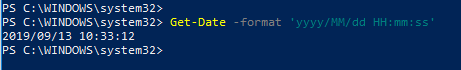 PS C:\WINDOWS\system32>
PS C:\WINDOWS\system32> Get-Date -format 'yyyy/MM/dd HH:mm:ss'
2019/09/13 10:33:12
PS C:\WINDOWS\system32>